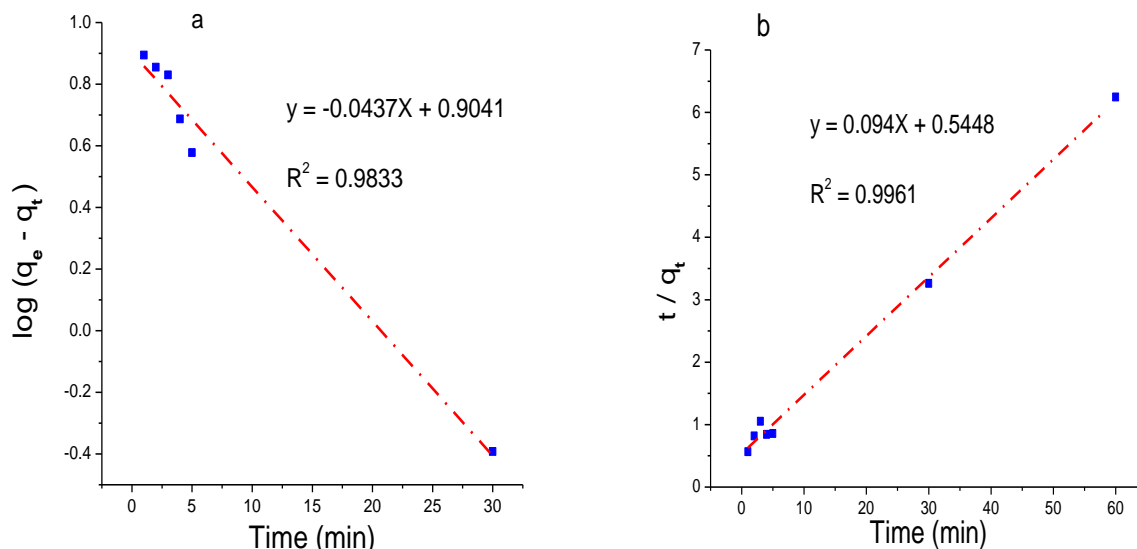 a
1.0
0.8
0.6
0.4
0.2
0.0
-0.2
-0.4
log (qe - qt)
y = -0.0437X + 0.9041
R2 = 0.9833
0 5 10 15 20 25 30
Time (min)
b
7
6
5
4
3
2
1
0
t / qt
y = 0.094X + 0.5448
R2 = 0.9961
0 10 20 30 40 50 60
Time (min)